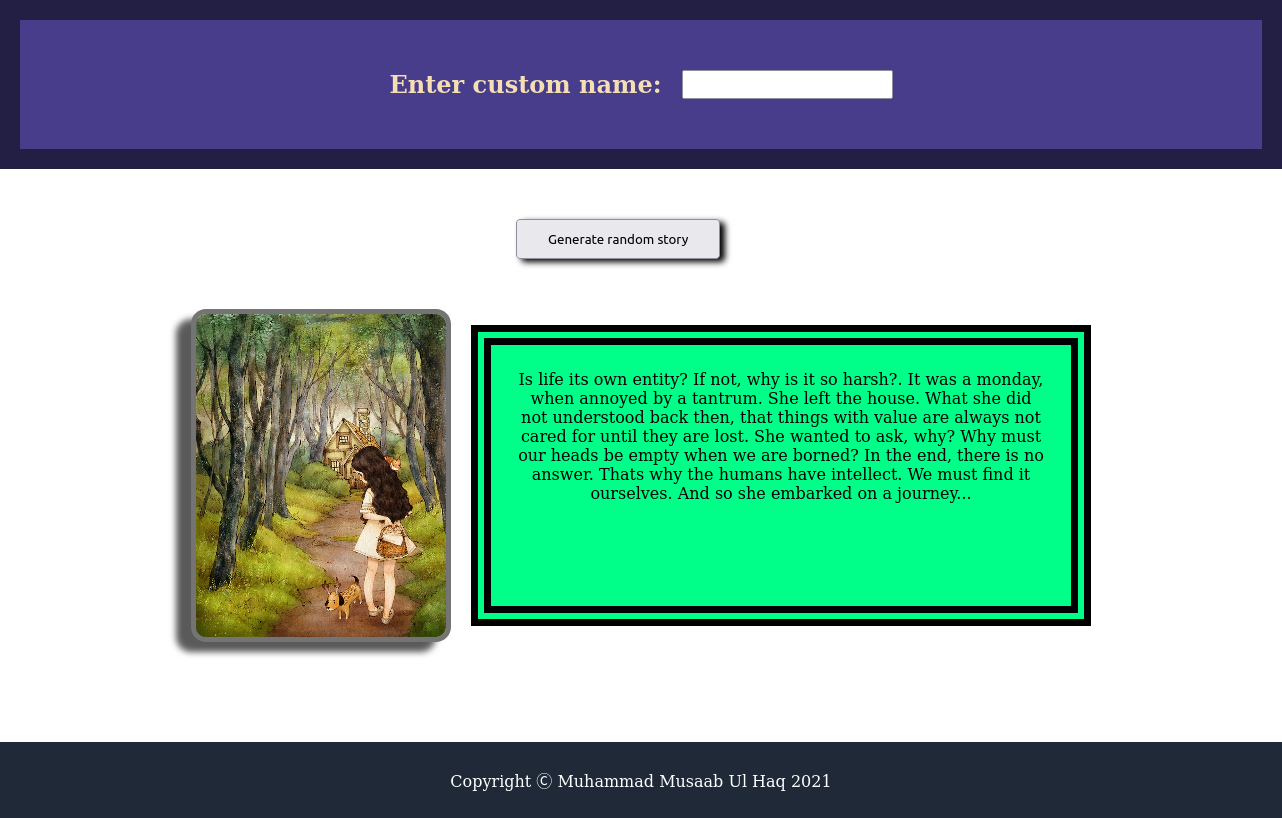 Enter custom name:
Generate random story
Is life its own entity? If not, why is it so harsh?. It was a monday,
when annoyed by a tantrum. She left the house. What she did
not understood back then, that things with value are always not
cared for until they are lost. She wanted to ask, why? Why must
our heads be empty when we are borned? In the end, there is no
answer. Thats why the humans have intellect. We must find it
ourselves. And so she embarked on a journey...
Copyright Ⓒ Muhammad Musaab Ul Haq 2021